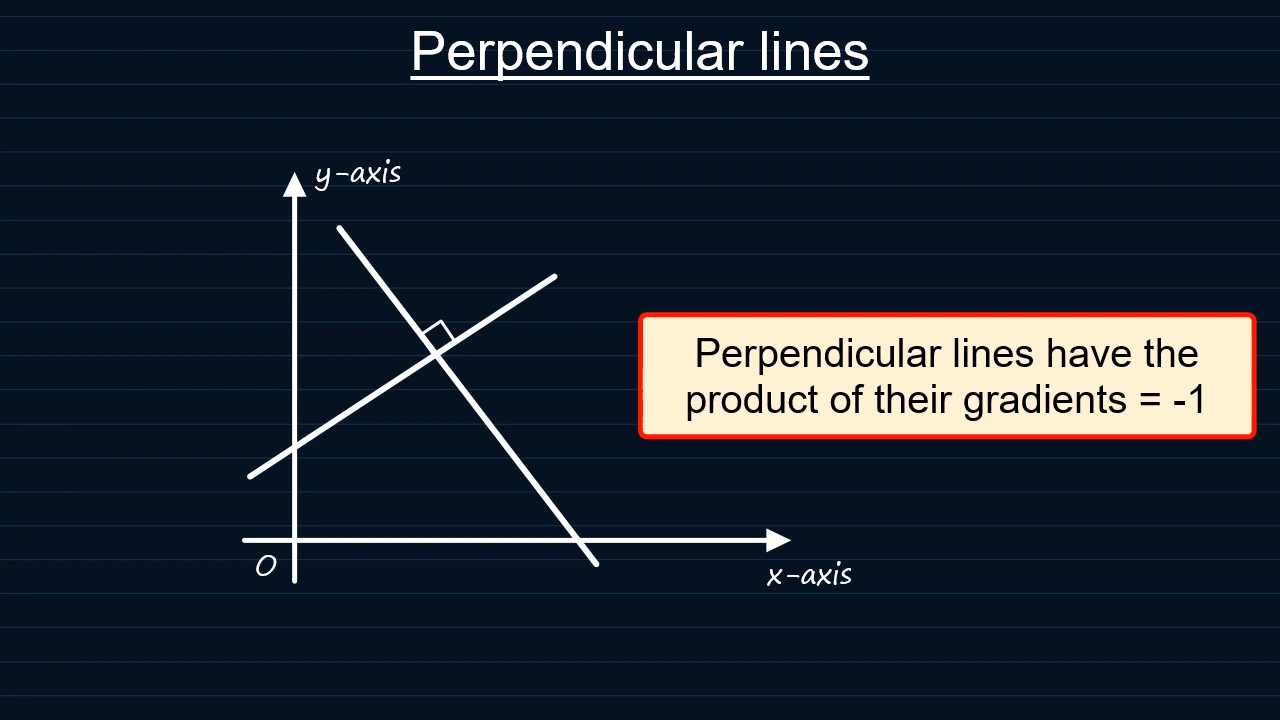 Perpendicular lines
y-axis
Perpendicular lines have the
product of their gradients = -1
O
x-axis